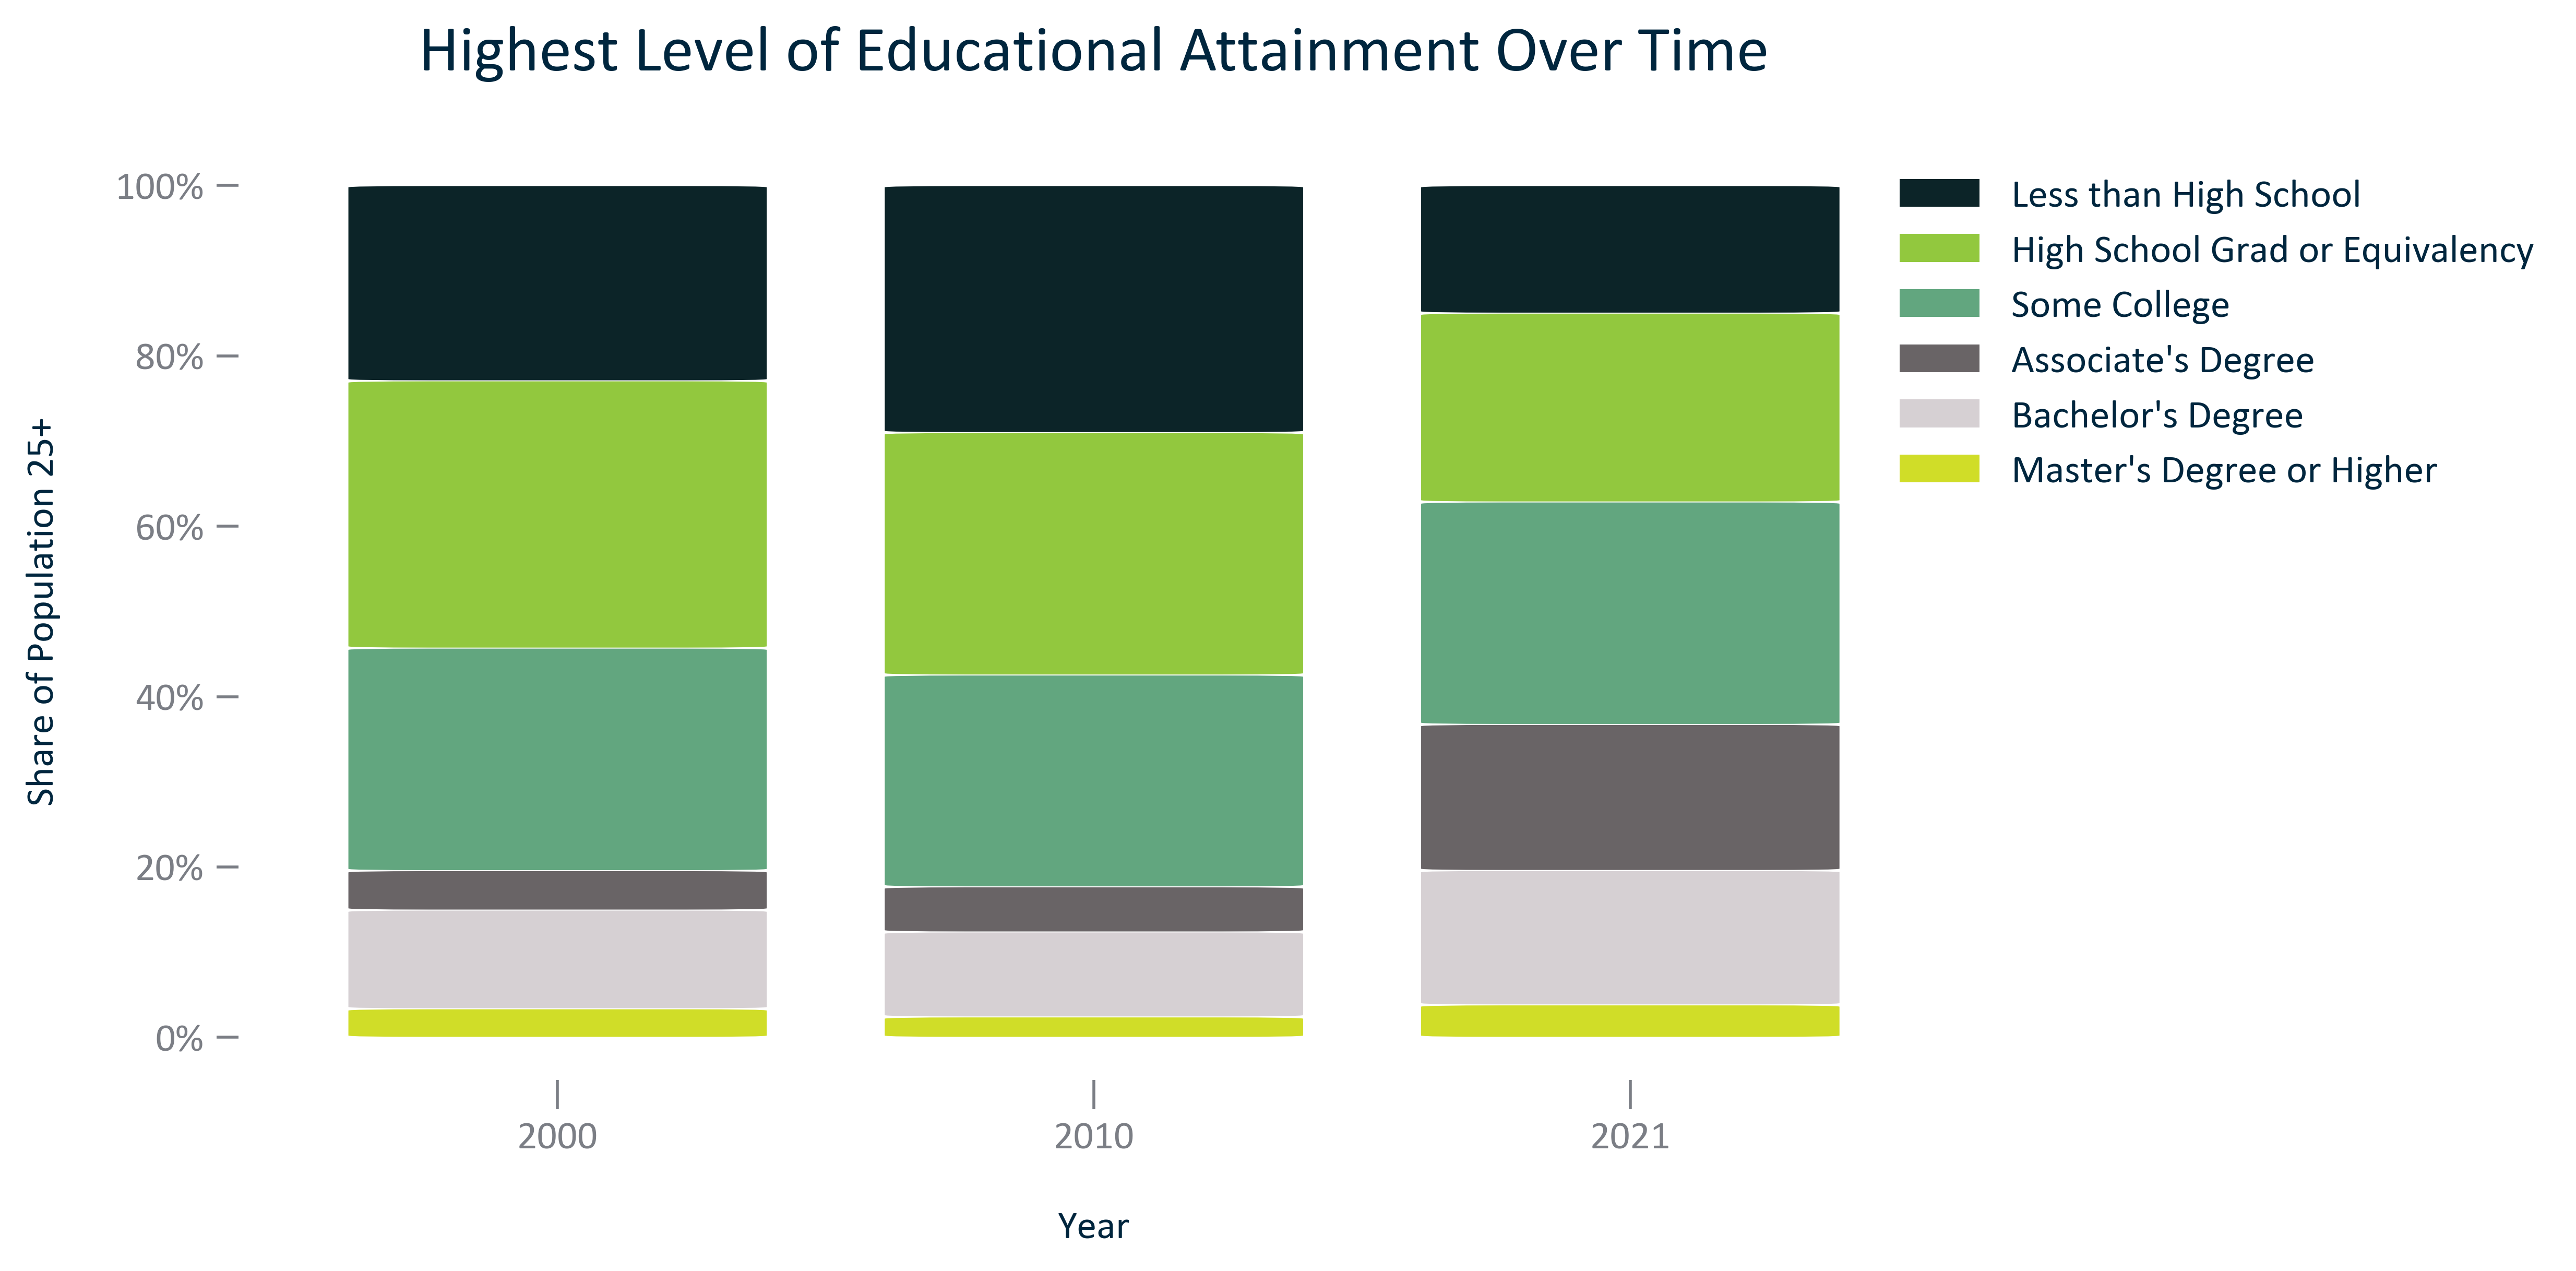 Highest Level of Educational Attainment Over Time
100%
80%
60%
40%
20%
0%
Share of Population 25+
2000
2010
2021
Year
Less than High School
High School Grad or Equivalency
Some College
Associate's Degree
Bachelor's Degree
Master's Degree or Higher